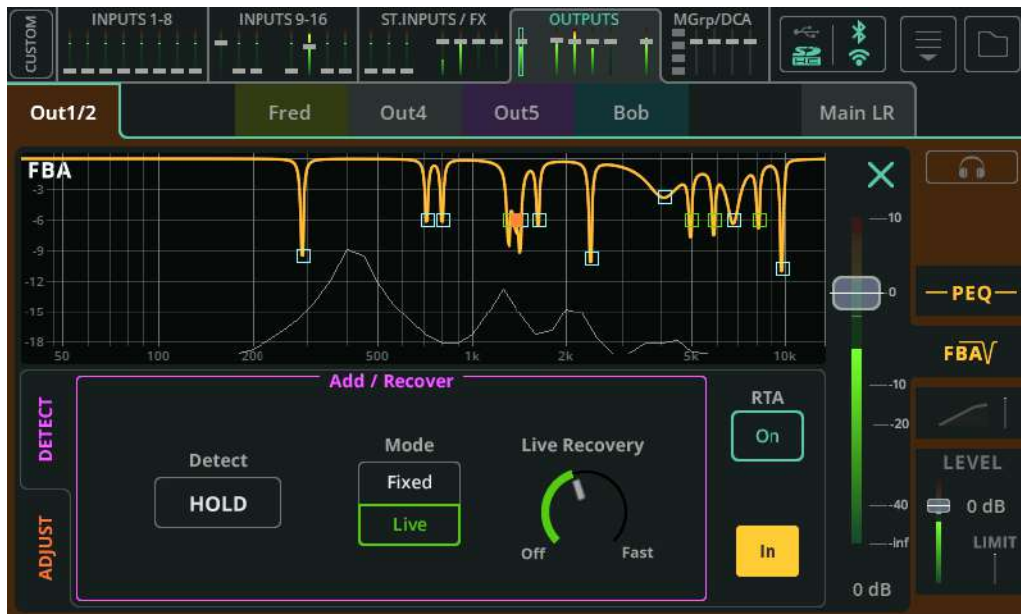 CUSTOM
INPUTS 1-8
INPUTS 9-16
ST.INPUTS / FX
OUTPUTS
MGrp/DCA
Out1/2
Fred
Out4
Out5
Bob
Main LR
FBA
-3
-6
-9
-12
-15
-18
50
100
200
500
1k
2k
5k
10k
10
0
-10
-20
-40
-inf
0 dB
PEQ
FBA
LEVEL
0 dB
LIMIT
DETECT
ADJUST
Add / Recover
Detect
HOLD
Mode
Fixed
Live
Live Recovery
Off
Fast
RTA
On
In